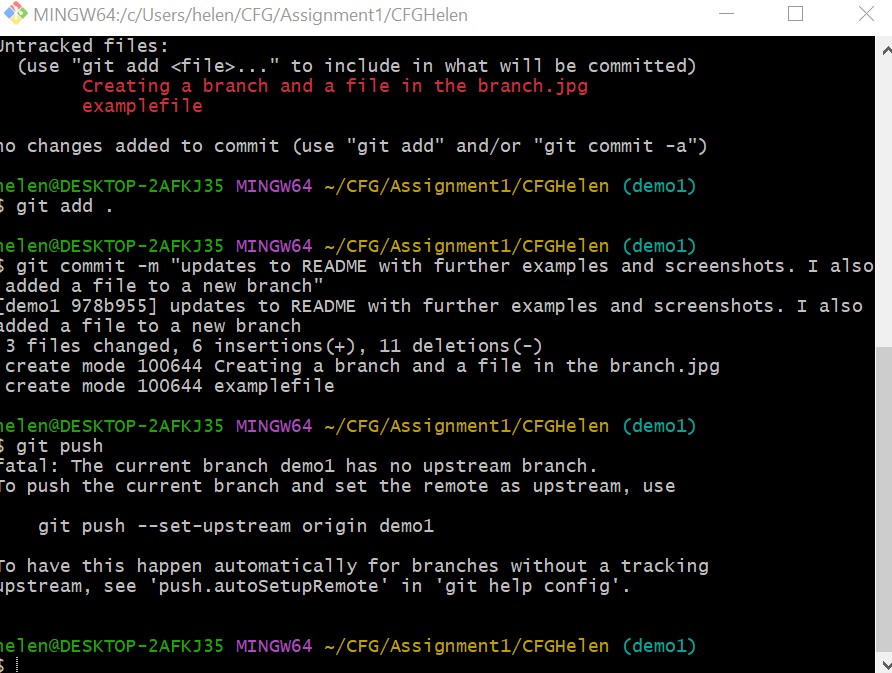 MINGW64:/c/Users/helen/CFG/Assignment1/CFGHelen
Untracked files:
(use "git add <file>..." to include in what will be committed)
Creating a branch and a file in the branch.jpg
examplefile
no changes added to commit (use "git add" and/or "git commit -a")
helen@DESKTOP-2AFKJ35 MINGW64 ~/CFG/Assignment1/CFGHelen (demo1)
$ git add .
helen@DESKTOP-2AFKJ35 MINGW64 ~/CFG/Assignment1/CFGHelen (demo1)
$ git commit -m "updates to README with further examples and screenshots. I also
added a file to a new branch"
[demo1 978b955] updates to README with further examples and screenshots. I also
added a file to a new branch
3 files changed, 6 insertions(+), 11 deletions(-)
create mode 100644 Creating a branch and a file in the branch.jpg
create mode 100644 examplefile
helen@DESKTOP-2AFKJ35 MINGW64 ~/CFG/Assignment1/CFGHelen (demo1)
$ git push
fatal: The current branch demo1 has no upstream branch.
To push the current branch and set the remote as upstream, use
git push --set-upstream origin demo1
To have this happen automatically for branches without a tracking
upstream, see 'push.autoSetupRemote' in 'git help config'.
helen@DESKTOP-2AFKJ35 MINGW64 ~/CFG/Assignment1/CFGHelen (demo1)
$